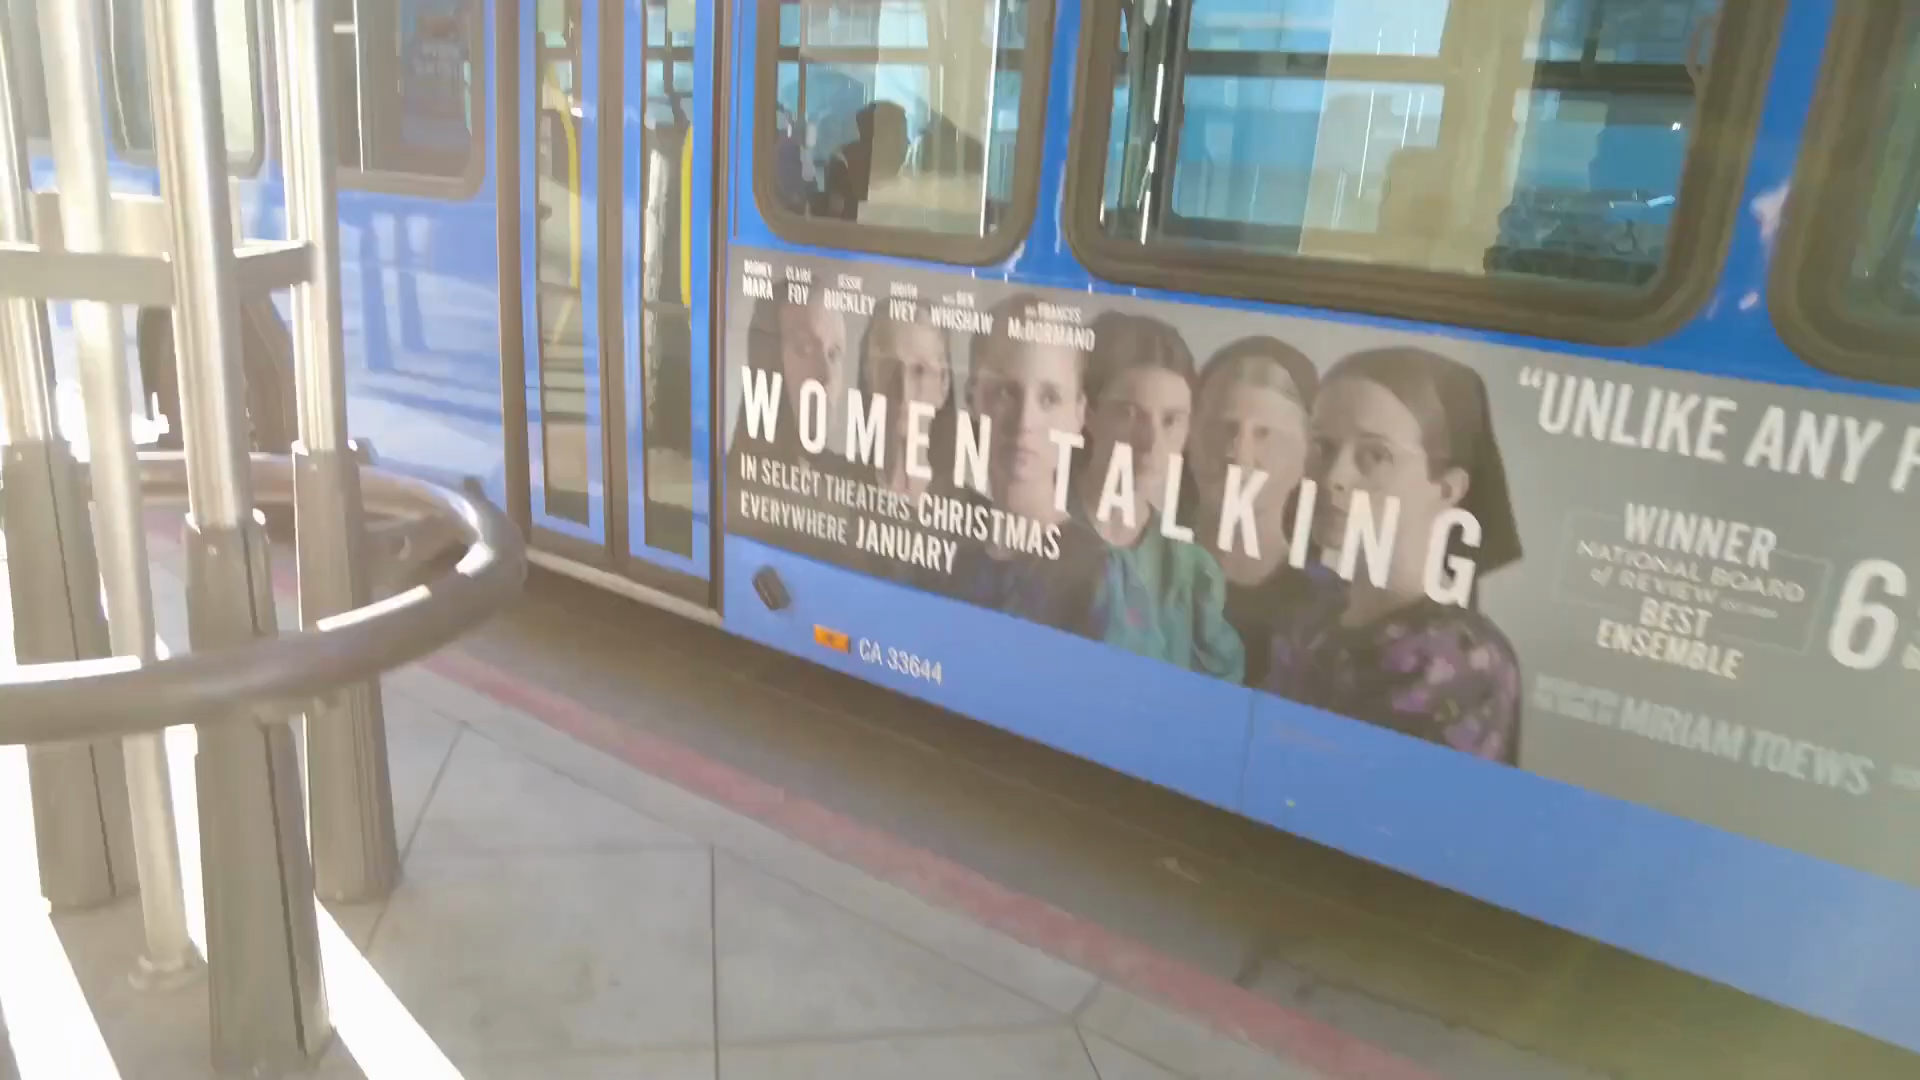 ROONEY MARA
CLAIRE FOY
JESSIE BUCKLEY
JUDITH IVEY
BEN WHISHAW
FRANCES McDORMAND
WOMEN TALKING
IN SELECT THEATERS CHRISTMAS
EVERYWHERE JANUARY
CA 33644
“UNLIKE ANY F
WINNER
NATIONAL BOARD
of REVIEW
BEST
ENSEMBLE
6
MIRIAM TOEWS